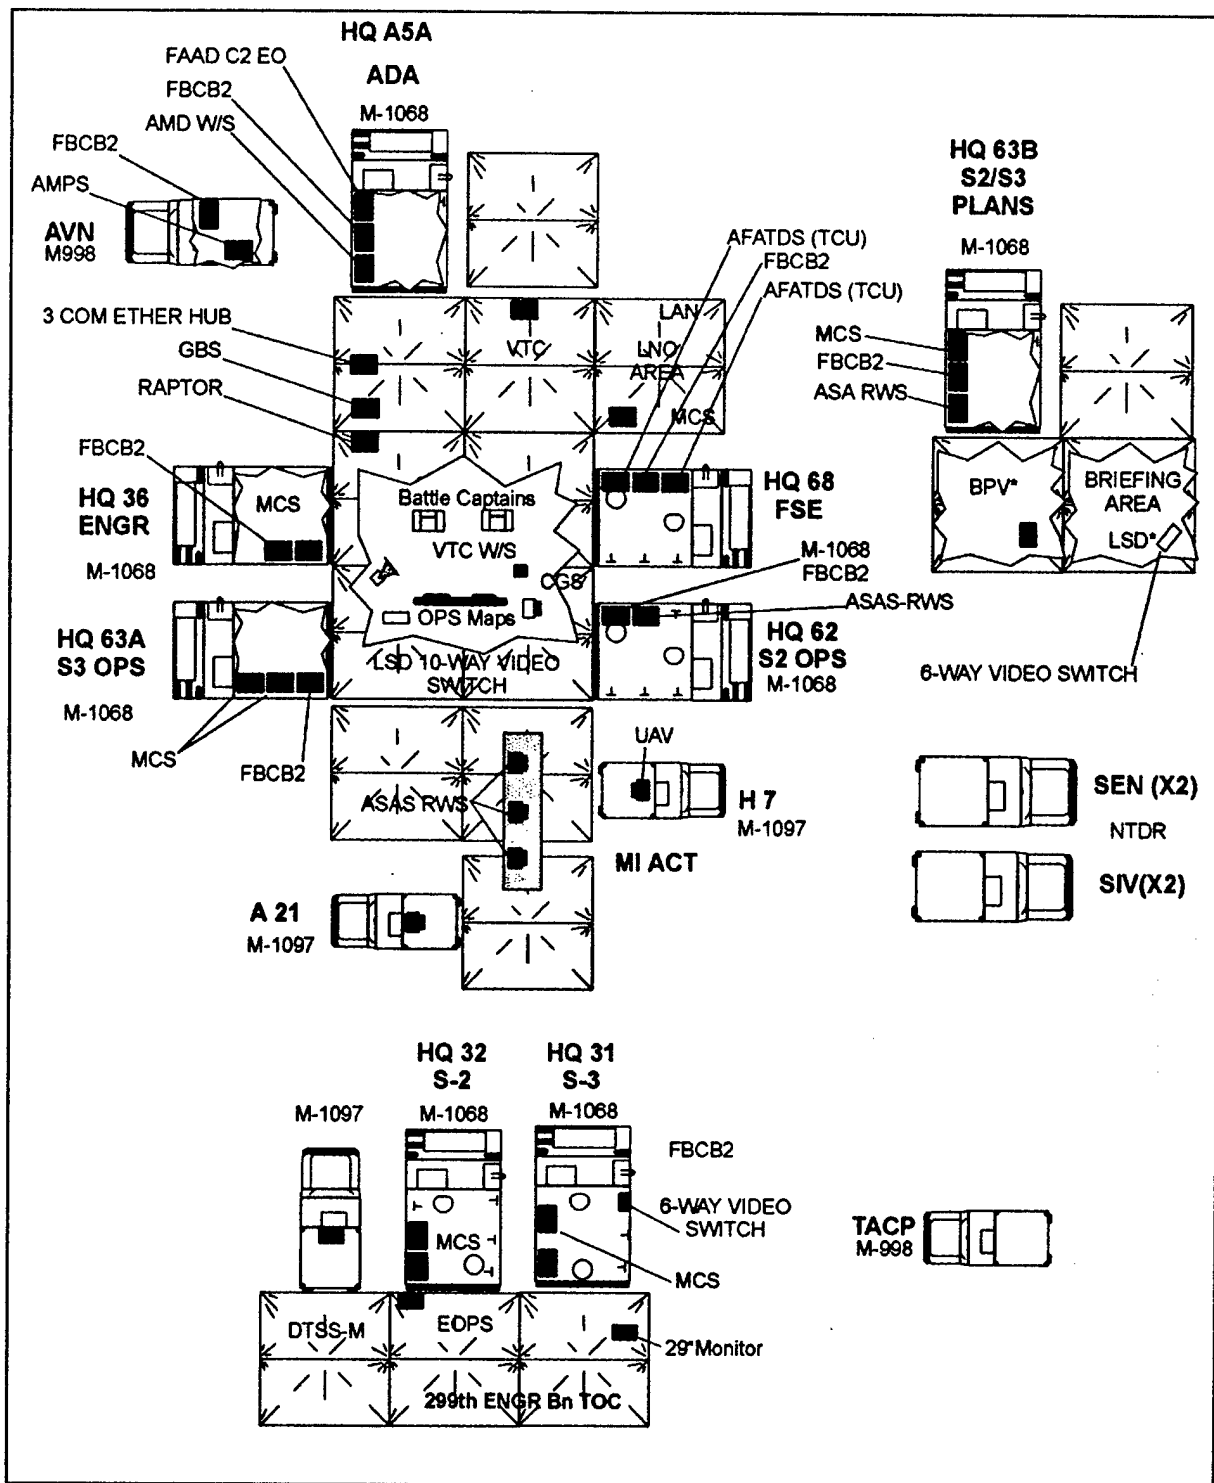 HQ A5A
ADA
M-1068
FAAD C2 EO
FBCB2
AMD W/S
FBCB2
AMPS
AVN
M998
HQ 63B
S2/S3
PLANS
M-1068
AFATDS (TCU)
FBCB2
AFATDS (TCU)
3 COM ETHER HUB
GBS
RAPTOR
VTC
LAN
LNO
AREA
MCS
MCS
FBCB2
ASA RWS
FBCB2
HQ 36
ENGR
M-1068
MCS
Battle Captains
VTC W/S
CGS
OPS Maps
LSD 10-WAY VIDEO
SWITCH
HQ 68
FSE
M-1068
FBCB2
ASAS-RWS
BPV*
BRIEFING
AREA
LSD*
6-WAY VIDEO SWITCH
HQ 63A
S3 OPS
M-1068
MCS
FBCB2
HQ 62
S2 OPS
M-1068
UAV
ASAS RWS
H 7
M-1097
MI ACT
A 21
M-1097
SEN (X2)
NTDR
SIV(X2)
M-1097
HQ 32
S-2
M-1068
HQ 31
S-3
M-1068
FBCB2
6-WAY VIDEO
SWITCH
MCS
MCS
TACP
M-998
DTSS-M
EOPS
29"Monitor
299th ENGR Bn TOC